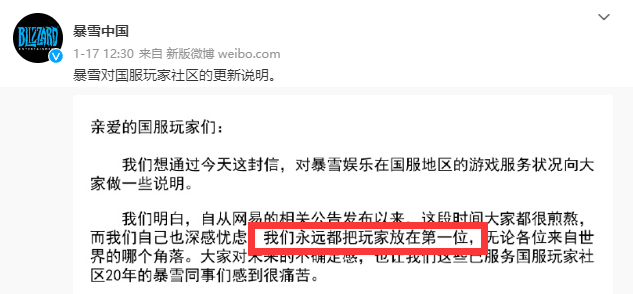 BLIZZARD
ENTERTAINMENT
暴雪中国
1-17 12:30 来自 新版微博 weibo.com
暴雪对国服玩家社区的更新说明。
亲爱的国服玩家们：
我们想通过今天这封信，对暴雪娱乐在国服地区的游戏服务状况向大
家做一些说明。
我们明白，自从网易的相关公告发布以来，这段时间大家都很煎熬，
而我们自己也深感忧虑。我们永远都把玩家放在第一位，无论各位来自世
界的哪个角落。大家对未来的不确定感，也让我们这些已服务国服玩家社
区20年的暴雪同事们感到很痛苦。